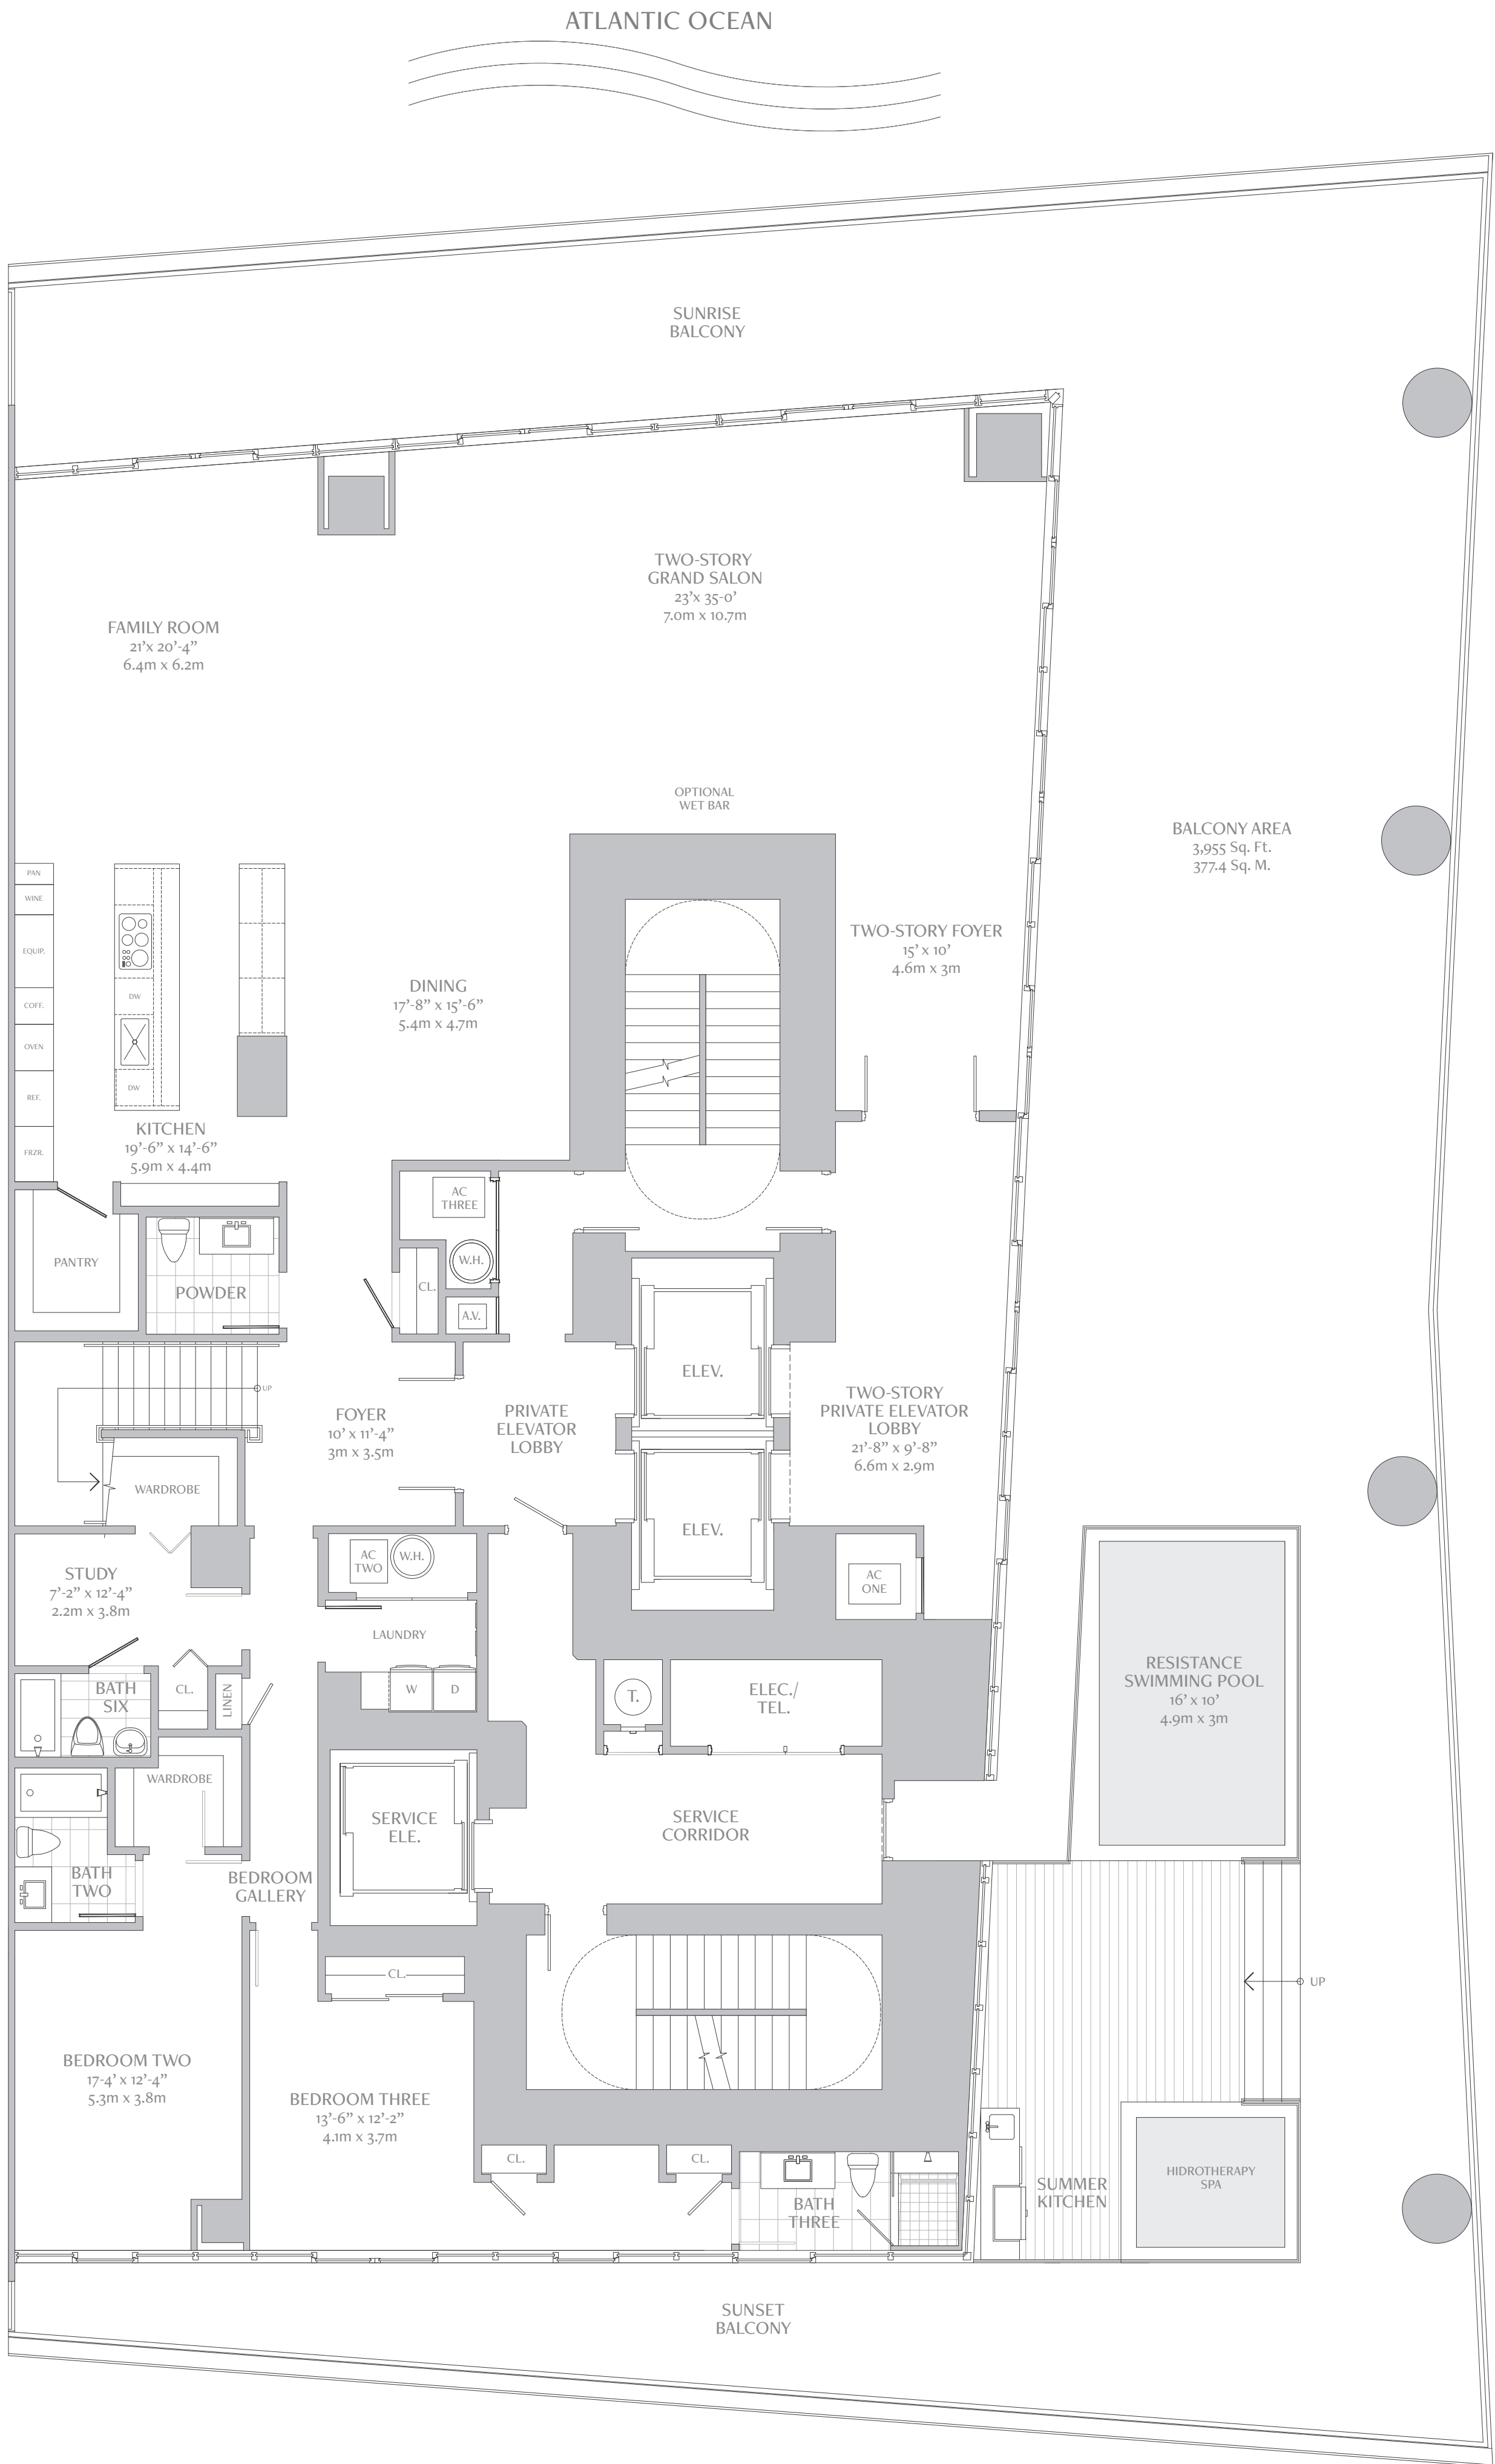 ATLANTIC OCEAN
SUNRISE
BALCONY
TWO-STORY
GRAND SALON
23’x 35-0’
7.0m x 10.7m
FAMILY ROOM
21’x 20’-4”
6.4m x 6.2m
OPTIONAL
WET BAR
BALCONY AREA
3,955 Sq. Ft.
377.4 Sq. M.
PAN
WINE
EQUIP.
COFF.
OVEN
REF.
FRZR.
DW
DW
TWO-STORY FOYER
15’ x 10’
4.6m x 3m
DINING
17’-8” x 15’-6”
5.4m x 4.7m
KITCHEN
19’-6” x 14’-6”
5.9m x 4.4m
AC
THREE
W.H.
CL.
A.V.
PANTRY
POWDER
UP
ELEV.
FOYER
10’ x 11’-4”
3m x 3.5m
PRIVATE
ELEVATOR
LOBBY
TWO-STORY
PRIVATE ELEVATOR
LOBBY
21’-8” x 9’-8”
6.6m x 2.9m
WARDROBE
ELEV.
AC
TWO
W.H.
AC
ONE
STUDY
7’-2” x 12’-4”
2.2m x 3.8m
LAUNDRY
W
D
RESISTANCE
SWIMMING POOL
16’ x 10’
4.9m x 3m
BATH
SIX
CL.
LINEN
T.
ELEC./
TEL.
WARDROBE
SERVICE
ELE.
SERVICE
CORRIDOR
BATH
TWO
BEDROOM
GALLERY
CL.
UP
BEDROOM TWO
17-4’ x 12’-4”
5.3m x 3.8m
BEDROOM THREE
13’-6” x 12’-2”
4.1m x 3.7m
CL.
CL.
BATH
THREE
SUMMER
KITCHEN
HIDROTHERAPY
SPA
SUNSET
BALCONY